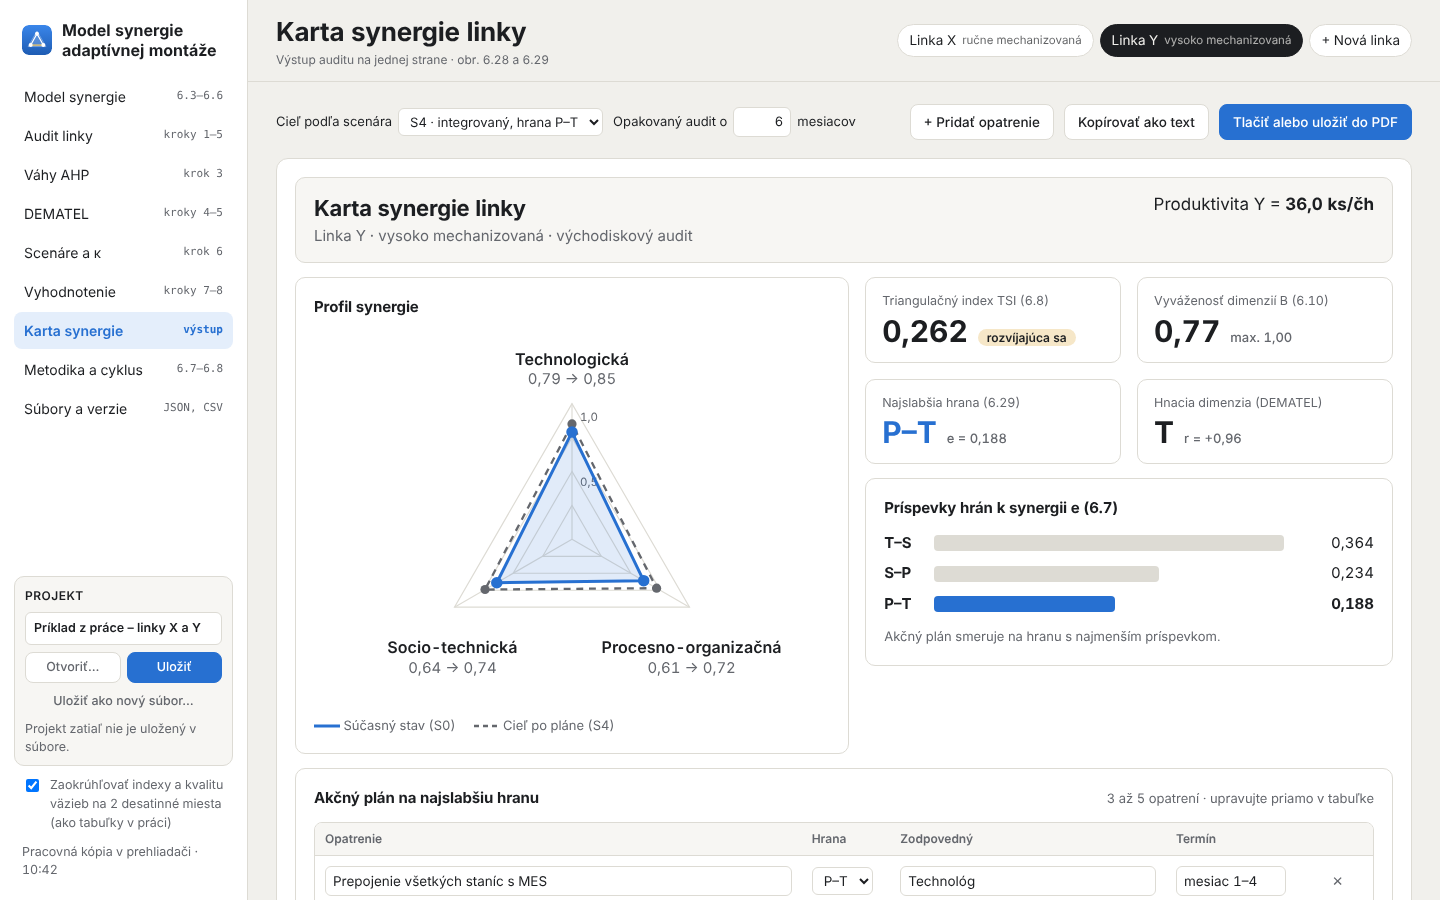 Model synergie
adaptívnej montáže
Model synergie 6.3–6.6
Audit linky kroky 1–5
Váhy AHP krok 3
DEMATEL kroky 4–5
Scenáre a κ krok 6
Vyhodnotenie kroky 7–8
Karta synergie výstup
Metodika a cyklus 6.7–6.8
Súbory a verzie JSON, CSV
PROJEKT
Príklad z práce – linky X a Y
Otvoriť… Uložiť
Uložiť ako nový súbor…
Projekt zatiaľ nie je uložený v
súbore.
Zaokrúhľovať indexy a kvalitu
väzieb na 2 desatinné miesta
(ako tabuľky v práci)
Pracovná kópia v prehliadači ·
10:42
Karta synergie linky
Výstup auditu na jednej strane · obr. 6.28 a 6.29
Linka X ručne mechanizovaná Linka Y vysoko mechanizovaná + Nová linka
Cieľ podľa scenára S4 · integrovaný, hrana P–T Opakovaný audit o 6 mesiacov + Pridať opatrenie Kopírovať ako text Tlačiť alebo uložiť do PDF
Karta synergie linky
Linka Y · vysoko mechanizovaná · východiskový audit
Produktivita Y = 36,0 ks/čh
Profil synergie
Technologická
0,79 → 0,85
1,0
0,5
Socio-technická Procesno-organizačná
0,64 → 0,74 0,61 → 0,72
Súčasný stav (S0) Cieľ po pláne (S4)
Triangulačný index TSI (6.8)
0,262 rozvíjajúca sa
Vyváženosť dimenzií B (6.10)
0,77 max. 1,00
Najslabšia hrana (6.29)
P–T e = 0,188
Hnacia dimenzia (DEMATEL)
T r = +0,96
Príspevky hrán k synergii e (6.7)
T–S 0,364
S–P 0,234
P–T 0,188
Akčný plán smeruje na hranu s najmenším príspevkom.
Akčný plán na najslabšiu hranu 3 až 5 opatrení · upravujte priamo v tabuľke
Opatrenie Hrana Zodpovedný Termín
Prepojenie všetkých staníc s MES P–T Technológ mesiac 1–4 ×